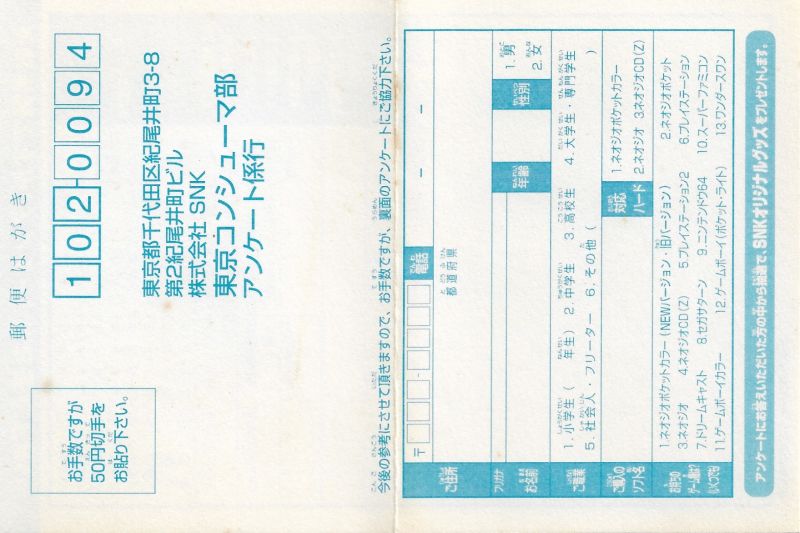 郵便はがき
1020094
お手数ですが
50円切手を
お貼り下さい。
東京都千代田区紀尾井町3-8
第2紀尾井町ビル
株式会社 SNK
東京コンシューマ部
アンケート係行
今後の参考にさせて頂きますので、お手数ですが、裏面のアンケートにご協力下さい。
ご住所
〒
都道府県
電話
－ －
フリガナ
お名前
年齢
性別
1. 男
2. 女
ご職業
1. 小学生( 年生) 2. 中学生 3. 高校生 4. 大学生・専門学生
5. 社会人・フリーター 6. その他( )
ご購入の
ソフト名
対応
ハード
1.ネオジオポケットカラー
2.ネオジオ 3.ネオジオCD(Z)
お持ちの
ゲーム機は?
(いくつでも)
1.ネオジオポケットカラー(NEWバージョン・旧バージョン) 2.ネオジオポケット
3.ネオジオ 4.ネオジオCD(Z) 5.プレイステーション2 6.プレイステーション
7.ドリームキャスト 8.セガサターン 9.ニンテンドウ64 10.スーパーファミコン
11.ゲームボーイカラー 12.ゲームボーイ(ポケット・ライト) 13.ワンダースワン
アンケートにお答えいただいた方の中から抽選で、SNKオリジナルグッズをプレゼントします。